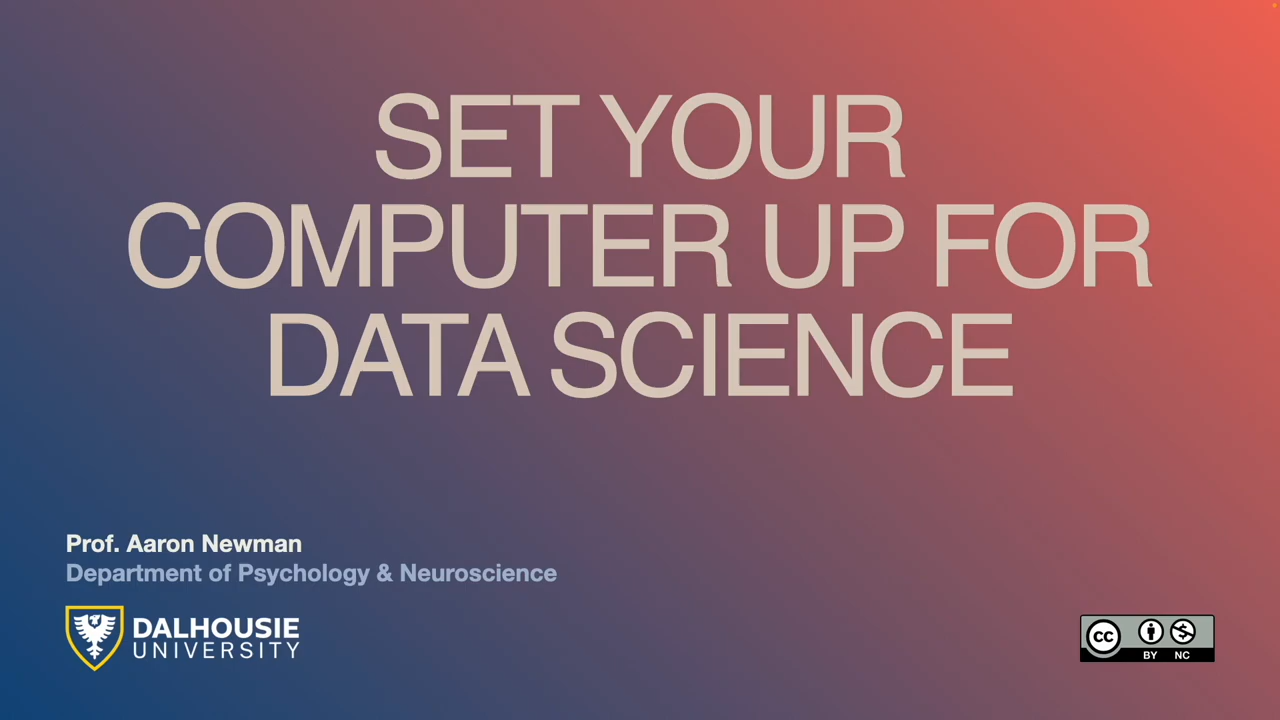 SET YOUR
COMPUTER UP FOR
DATA SCIENCE
Prof. Aaron Newman
Department of Psychology & Neuroscience
DALHOUSIE
UNIVERSITY
cc
BY NC